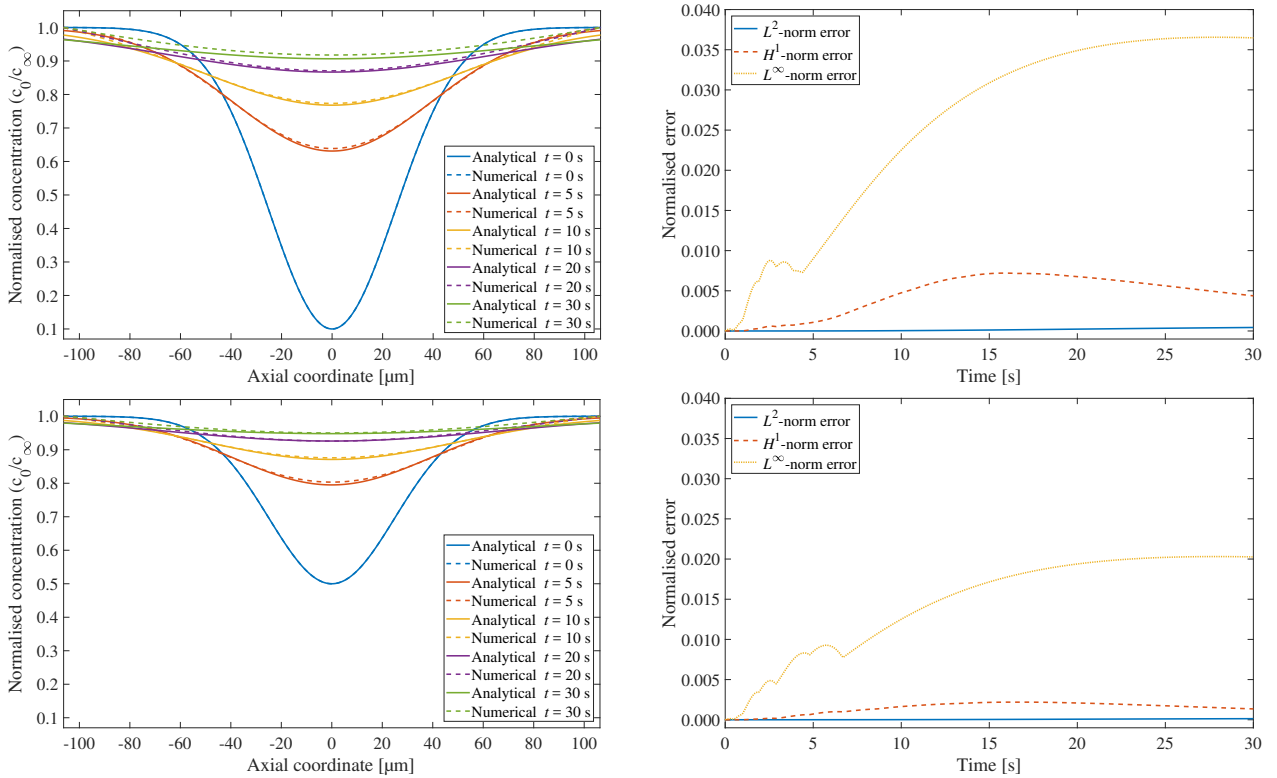 Normalised concentration (c0/c∞)
1.0
0.9
0.8
0.7
0.6
0.5
0.4
0.3
0.2
0.1
Analytical t = 0 s
Numerical t = 0 s
Analytical t = 5 s
Numerical t = 5 s
Analytical t = 10 s
Numerical t = 10 s
Analytical t = 20 s
Numerical t = 20 s
Analytical t = 30 s
Numerical t = 30 s
-100 -80 -60 -40 -20 0 20 40 60 80 100
Axial coordinate [μm]
Normalised error
0.040
0.035
0.030
0.025
0.020
0.015
0.010
0.005
0.000
L²-norm error
H¹-norm error
L∞-norm error
0 5 10 15 20 25 30
Time [s]
Normalised concentration (c0/c∞)
1.0
0.9
0.8
0.7
0.6
0.5
0.4
0.3
0.2
0.1
Analytical t = 0 s
Numerical t = 0 s
Analytical t = 5 s
Numerical t = 5 s
Analytical t = 10 s
Numerical t = 10 s
Analytical t = 20 s
Numerical t = 20 s
Analytical t = 30 s
Numerical t = 30 s
-100 -80 -60 -40 -20 0 20 40 60 80 100
Axial coordinate [μm]
Normalised error
0.040
0.035
0.030
0.025
0.020
0.015
0.010
0.005
0.000
L²-norm error
H¹-norm error
L∞-norm error
0 5 10 15 20 25 30
Time [s]